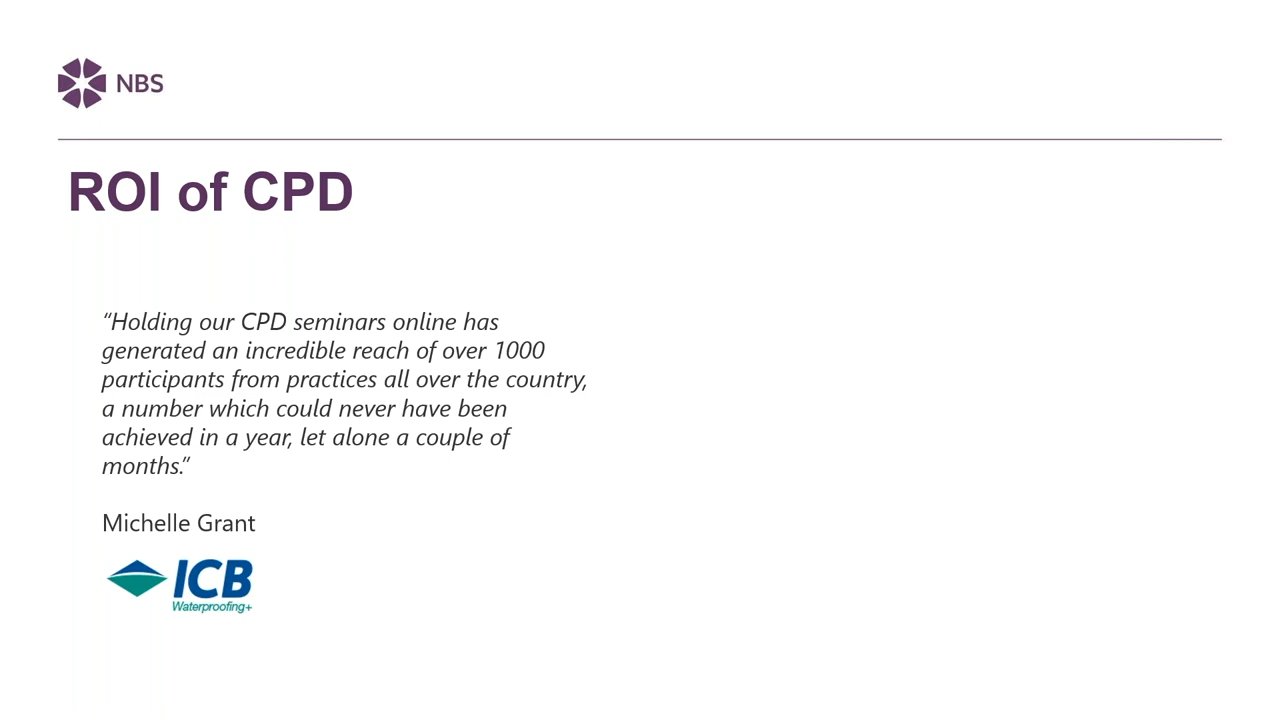 NBS
ROI of CPD
“Holding our CPD seminars online has
generated an incredible reach of over 1000
participants from practices all over the country,
a number which could never have been
achieved in a year, let alone a couple of
months.”
Michelle Grant
ICB
Waterproofing+